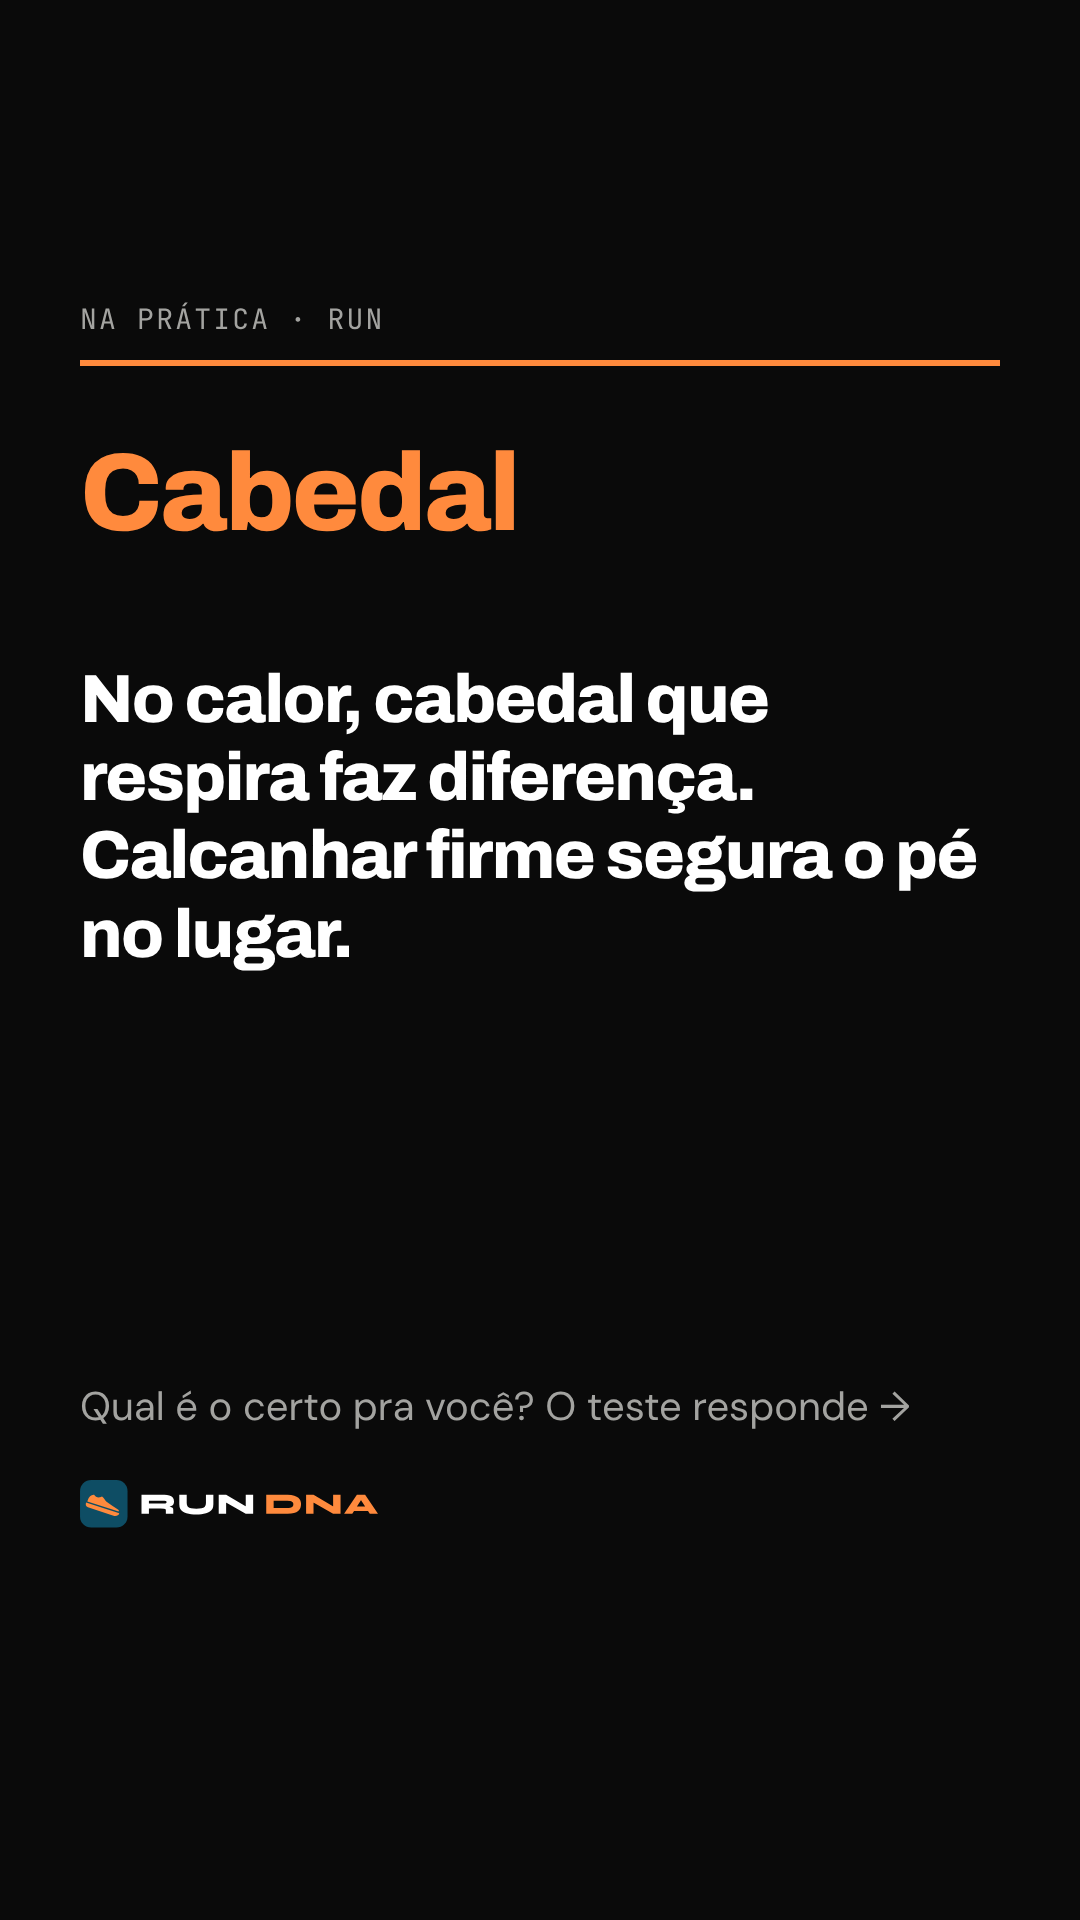 NA PRÁTICA · RUN
Cabedal
No calor, cabedal que
respira faz diferença.
Calcanhar firme segura o pé
no lugar.
Qual é o certo pra você? O teste responde →
RUN DNA